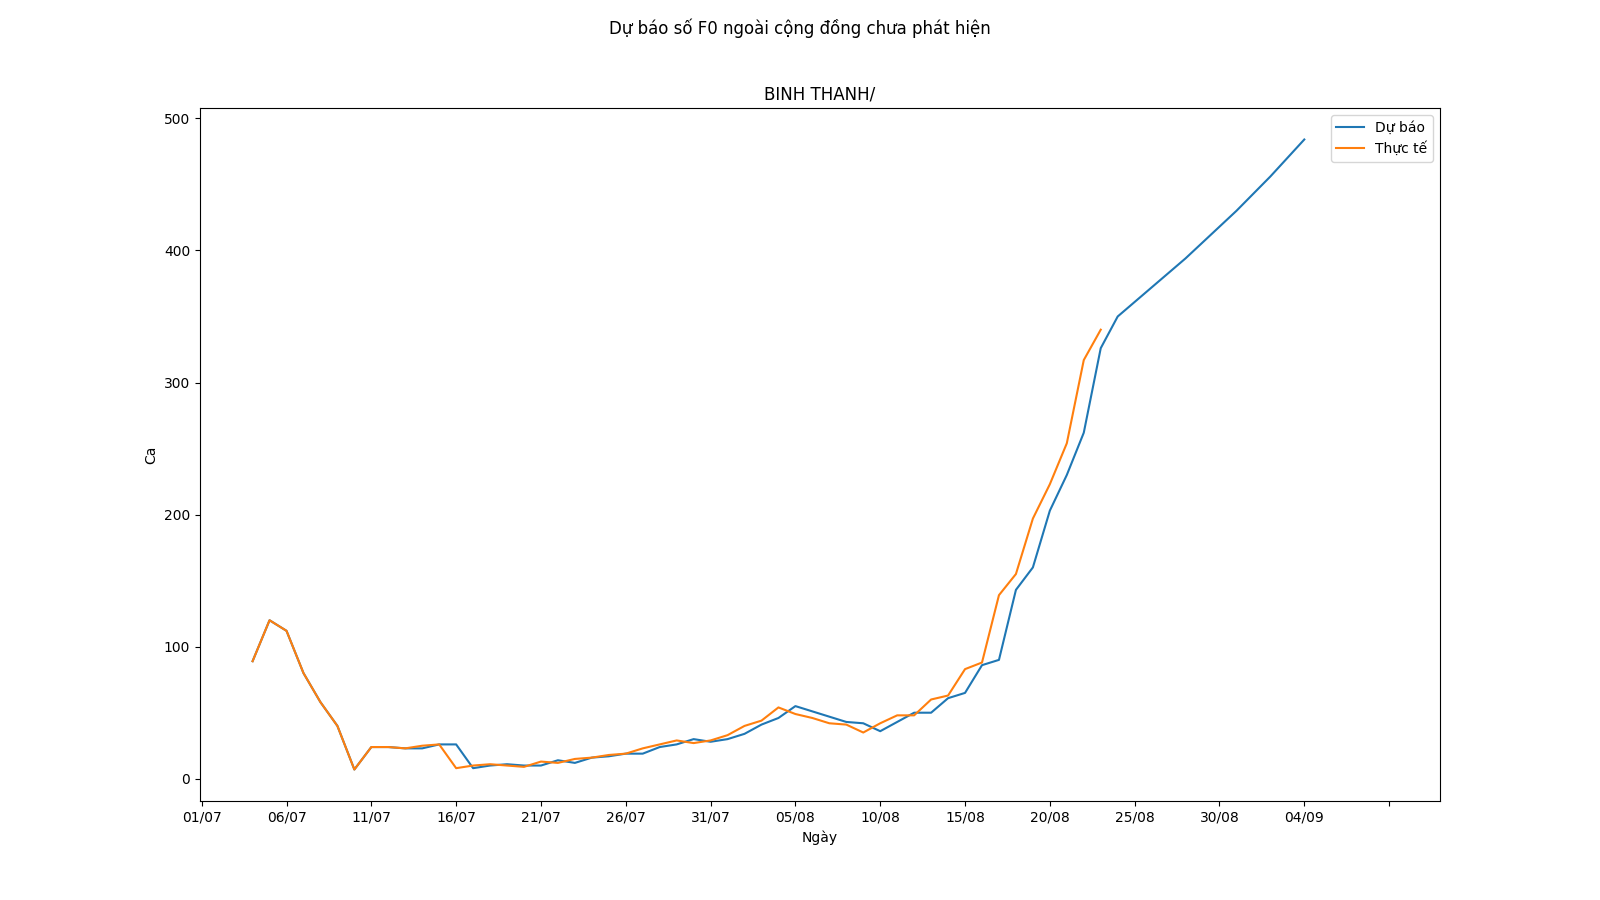 Dự báo số F0 ngoài cộng đồng chưa phát hiện
BINH THANH/
Dự báo
Thực tế
500
400
300
200
100
0
Ca
01/07 06/07 11/07 16/07 21/07 26/07 31/07 05/08 10/08 15/08 20/08 25/08 30/08 04/09
Ngày